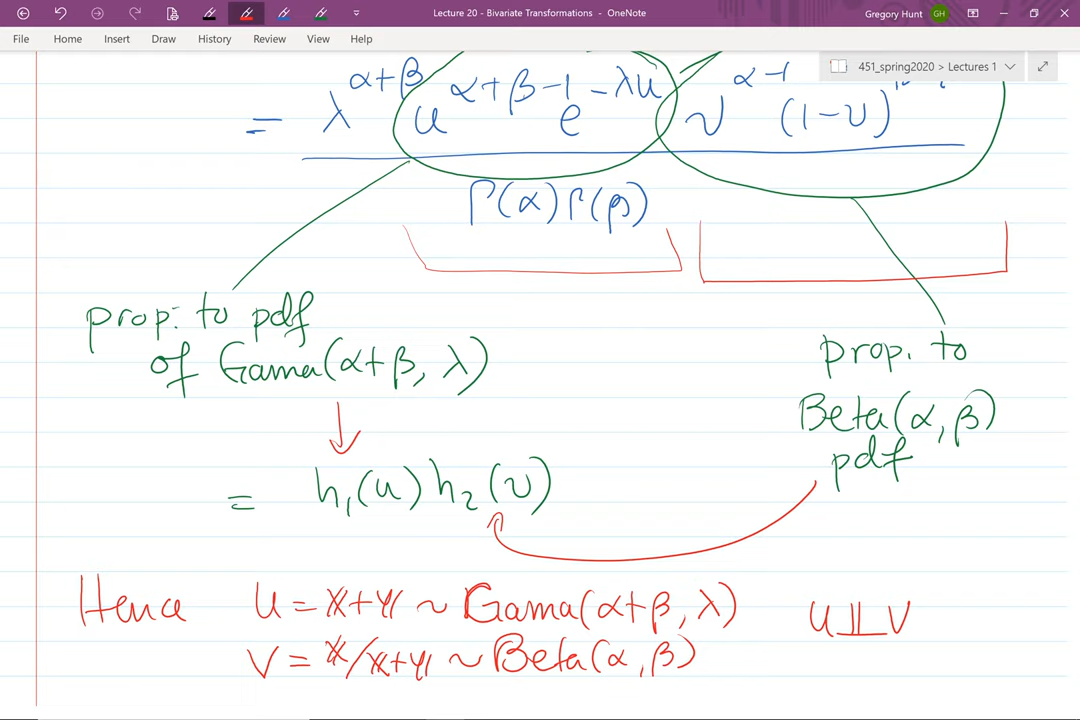 Lecture 20 - Bivariate Transformations - OneNote
Gregory Hunt GH
File Home Insert Draw History Review View Help
451_spring2020 > Lectures 1
= λ^{α+β} u^{α+β-1} e^{-λu} v^{α-1} (1-v)
Γ(α)Γ(β)
prop. to pdf
of Gama(α+β, λ)
prop. to
Beta(α, β)
pdf
= h₁(u) h₂(v)
Hence U = X+Y ~ Gama(α+β, λ) U ⫫ V
V = X/X+Y ~ Beta(α, β)